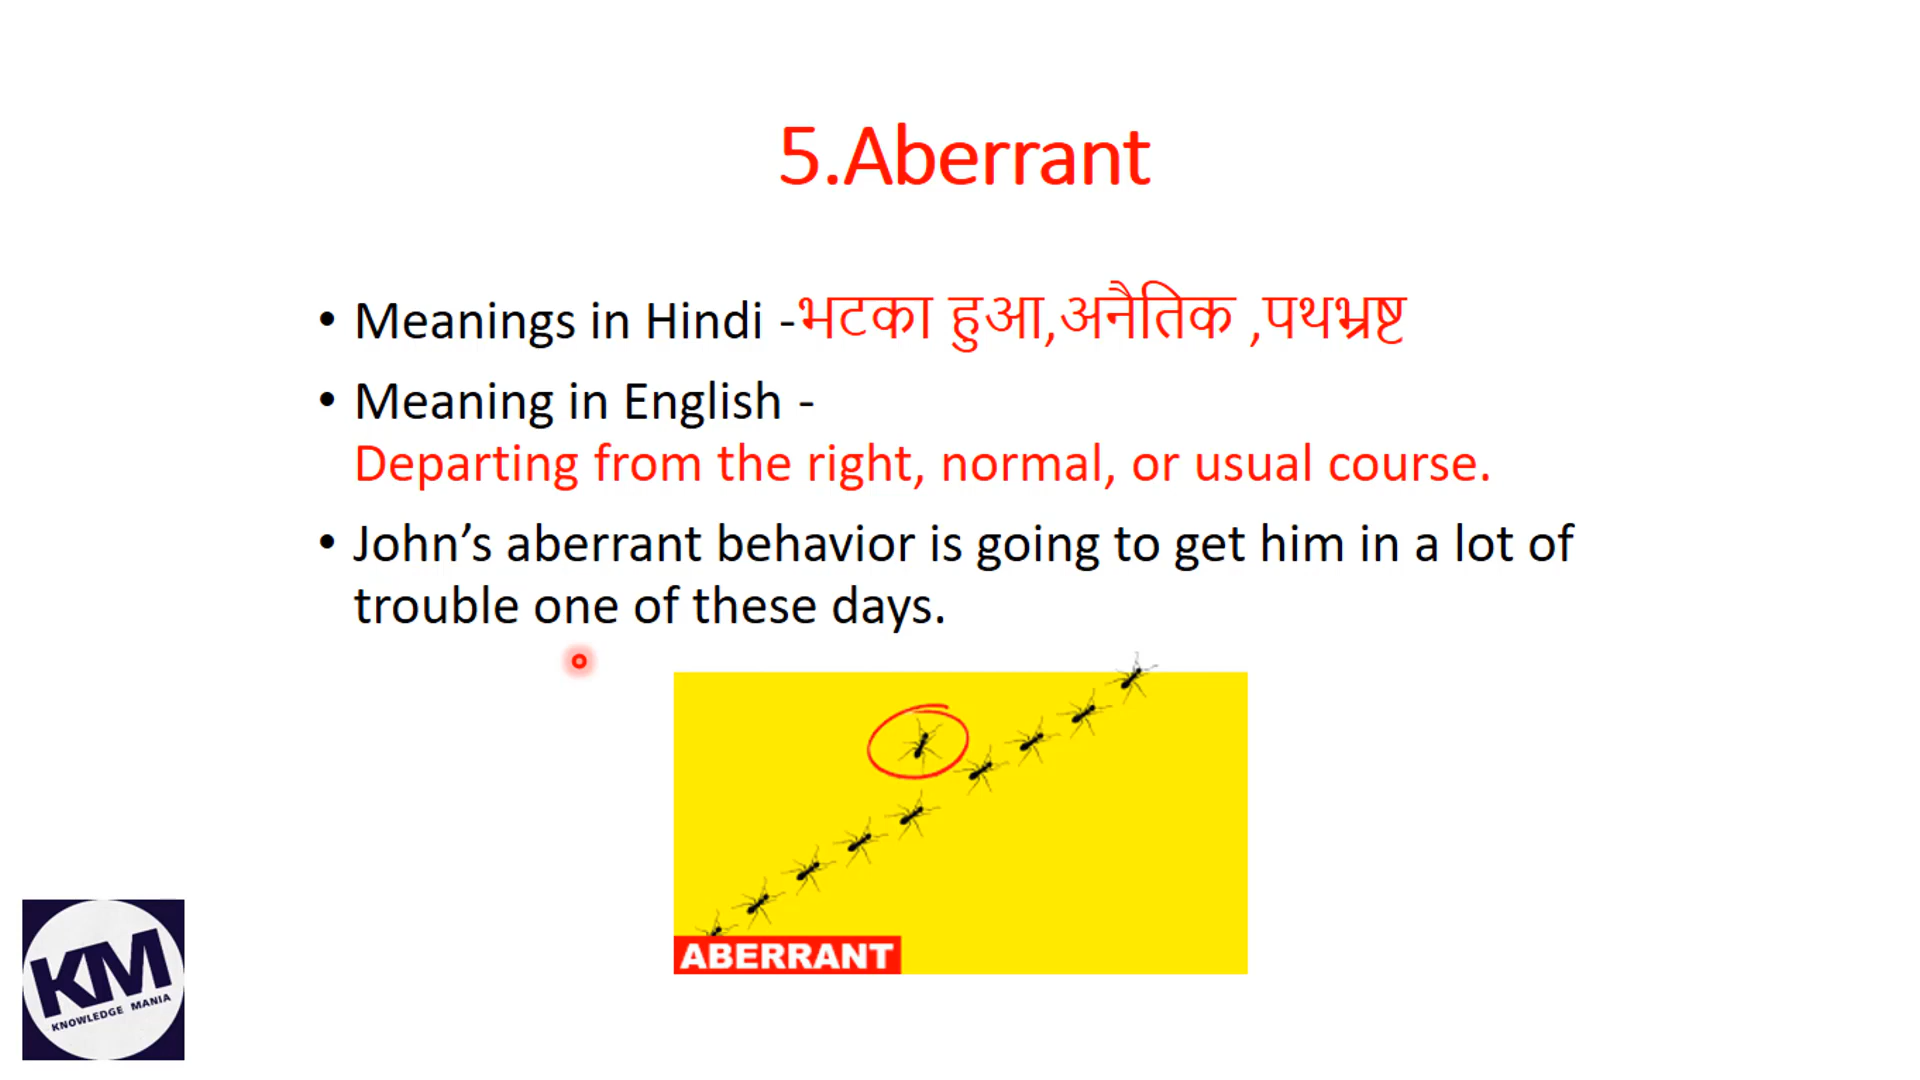 5.Aberrant
• Meanings in Hindi -भटका हुआ,अनैतिक ,पथभ्रष्ट
• Meaning in English -
Departing from the right, normal, or usual course.
• John’s aberrant behavior is going to get him in a lot of
trouble one of these days.
ABERRANT
KM
KNOWLEDGE MANIA